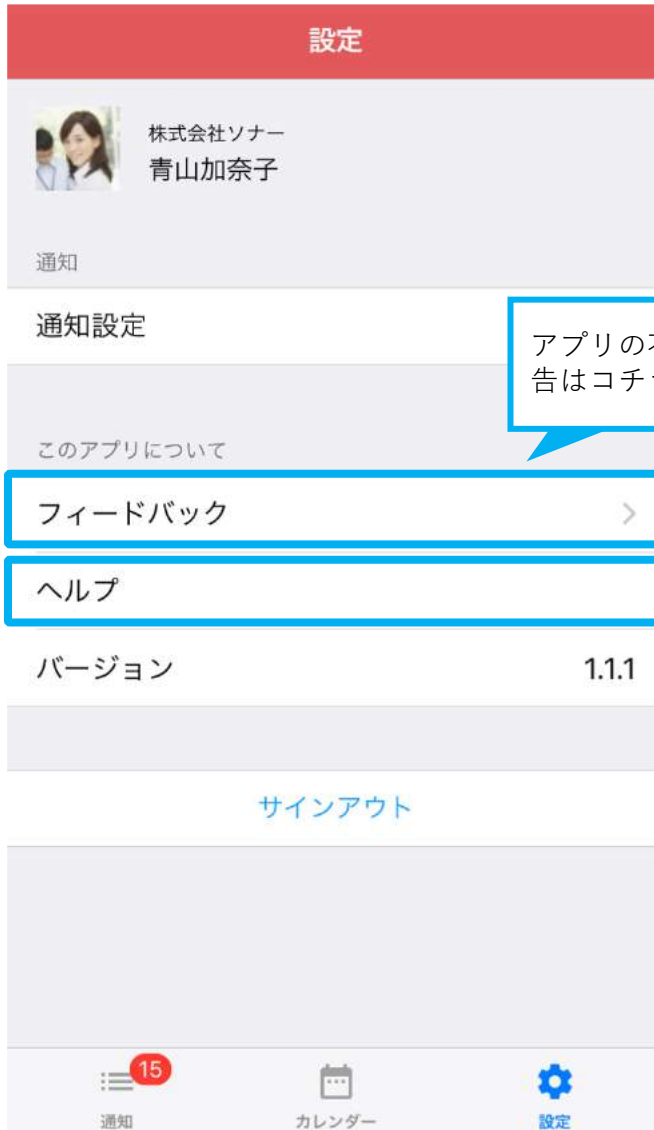 設定
株式会社ソナー
青山加奈子
通知
通知設定
アプリの
告はコチ
このアプリについて
フィードバック
ヘルプ
バージョン 1.1.1
サインアウト
15
通知 カレンダー 設定